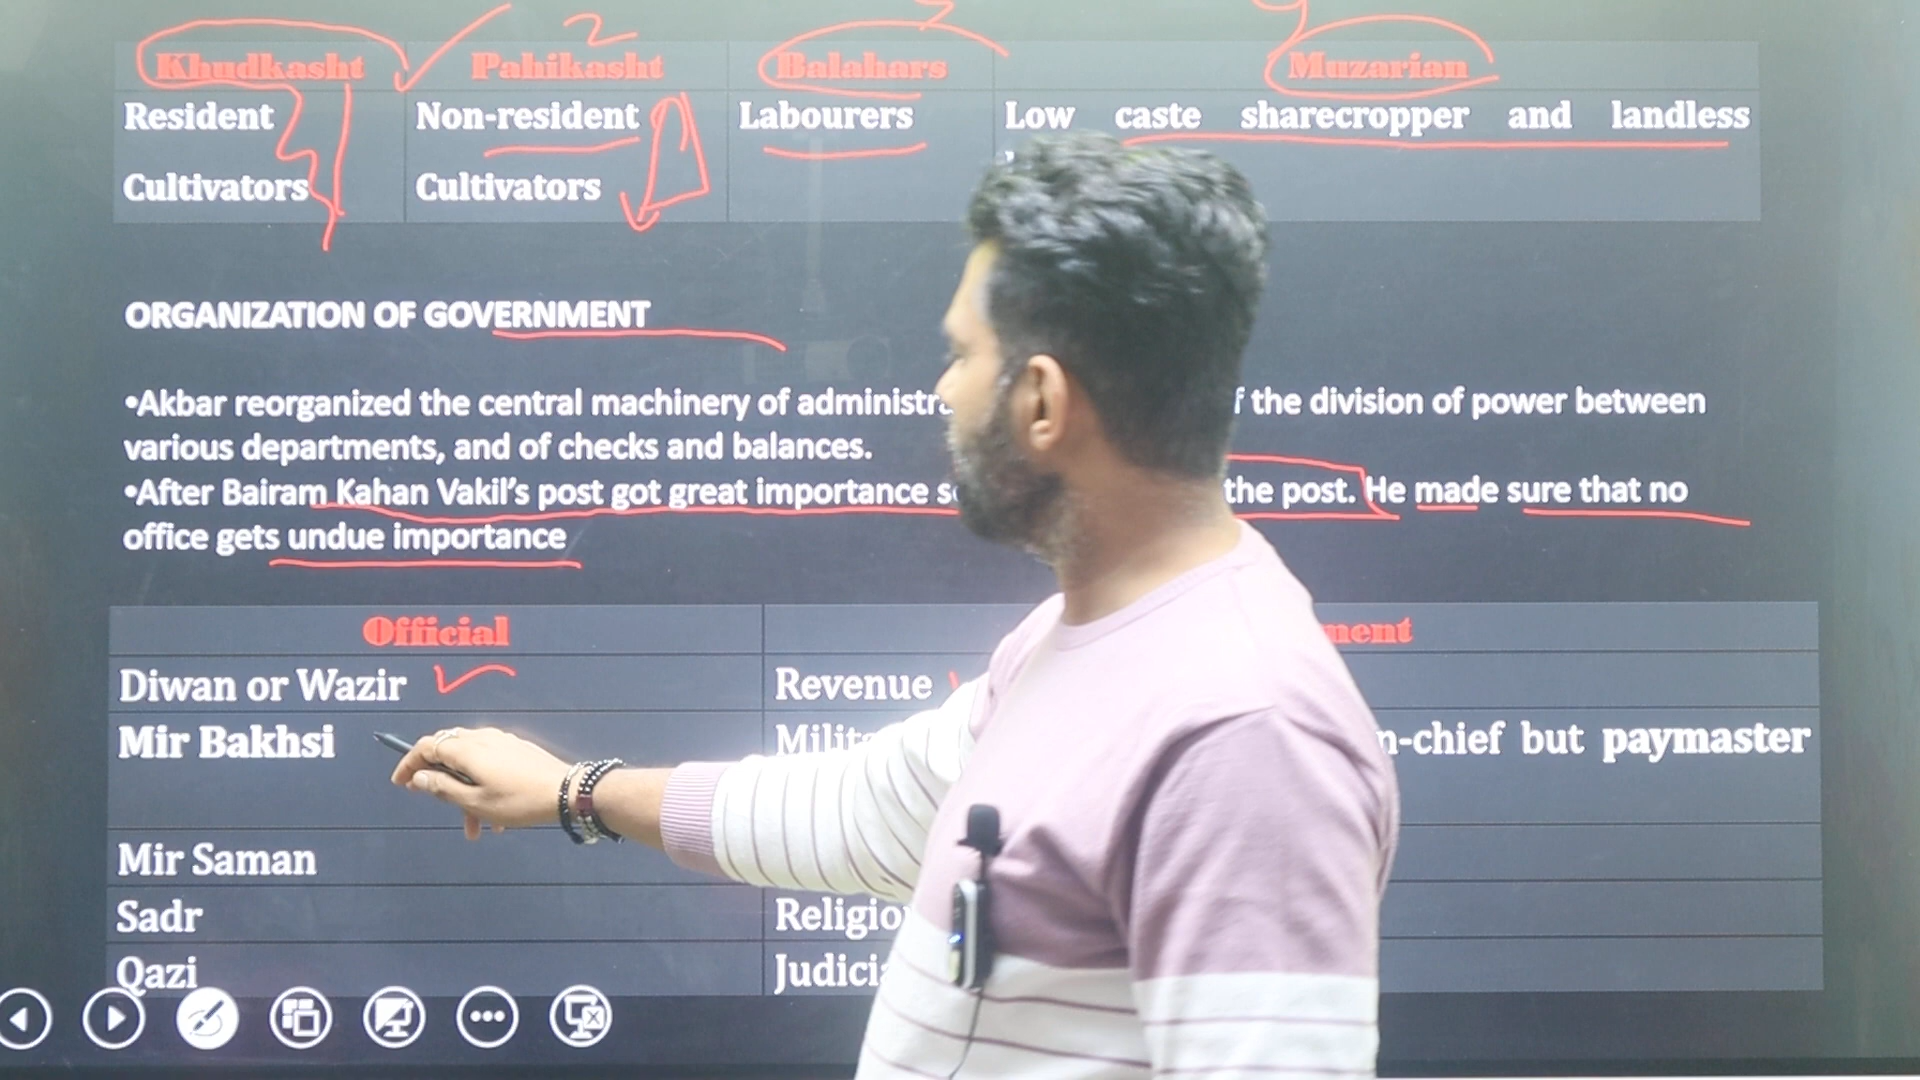 Khudkasht Pahikasht Balahars Muzarian
Resident Non-resident Labourers Low caste sharecropper and landless
Cultivators Cultivators
2
ORGANIZATION OF GOVERNMENT
•Akbar reorganized the central machinery of f the division of power between
various departments, and of checks and balances.
•After Bairam Kahan Vakil's post got great importance the post. He made sure that no
office gets undue importance
Official
Diwan or Wazir Revenue
Mir Bakhsi n-chief but paymaster
Mir Saman
Sadr
Qazi